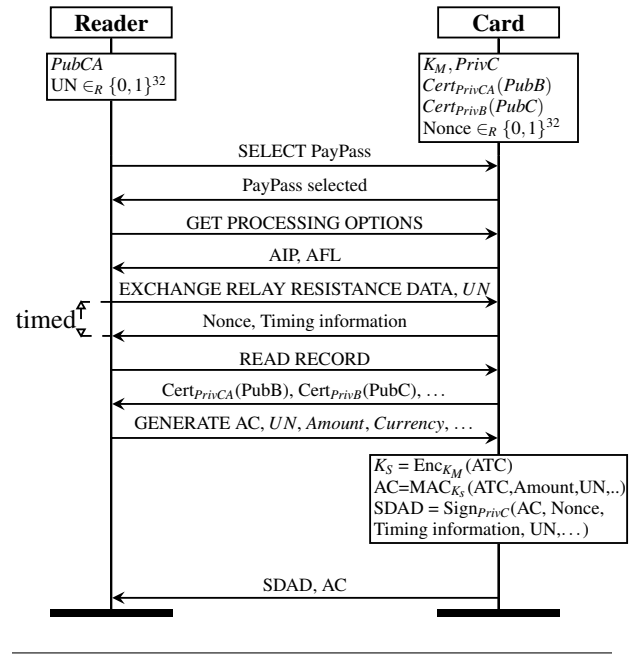 Reader
Card
PubCA
UN ∈R {0,1}32
KM, PrivC
CertPrivCA(PubB)
CertPrivB(PubC)
Nonce ∈R {0,1}32
SELECT PayPass
PayPass selected
GET PROCESSING OPTIONS
AIP, AFL
EXCHANGE RELAY RESISTANCE DATA, UN
timed
Nonce, Timing information
READ RECORD
CertPrivCA(PubB), CertPrivB(PubC), ...
GENERATE AC, UN, Amount, Currency, ...
KS = EncKM(ATC)
AC=MACKs(ATC,Amount,UN,..)
SDAD = SignPrivC(AC, Nonce,
Timing information, UN,...)
SDAD, AC